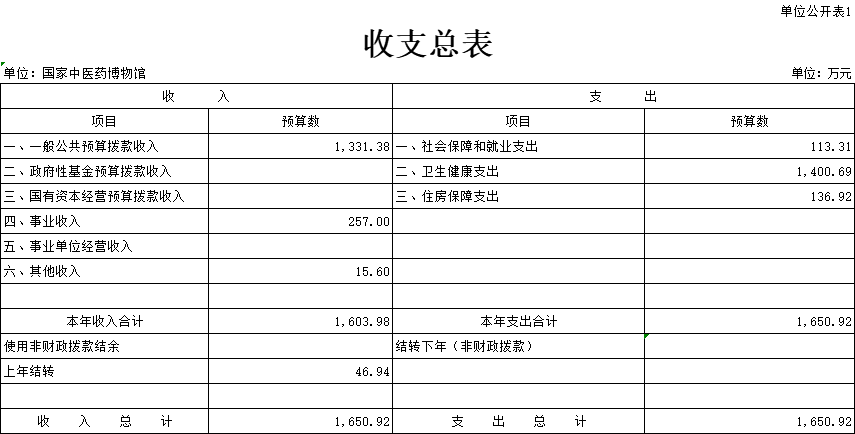 单位公开表1
收支总表
单位：国家中医药博物馆 单位：万元
收 入 支 出
项目 预算数 项目 预算数
一、一般公共预算拨款收入 1,331.38 一、社会保障和就业支出 113.31
二、政府性基金预算拨款收入 二、卫生健康支出 1,400.69
三、国有资本经营预算拨款收入 三、住房保障支出 136.92
四、事业收入 257.00
五、事业单位经营收入
六、其他收入 15.60
本年收入合计 1,603.98 本年支出合计 1,650.92
使用非财政拨款结余 结转下年（非财政拨款）
上年结转 46.94
收 入 总 计 1,650.92 支 出 总 计 1,650.92